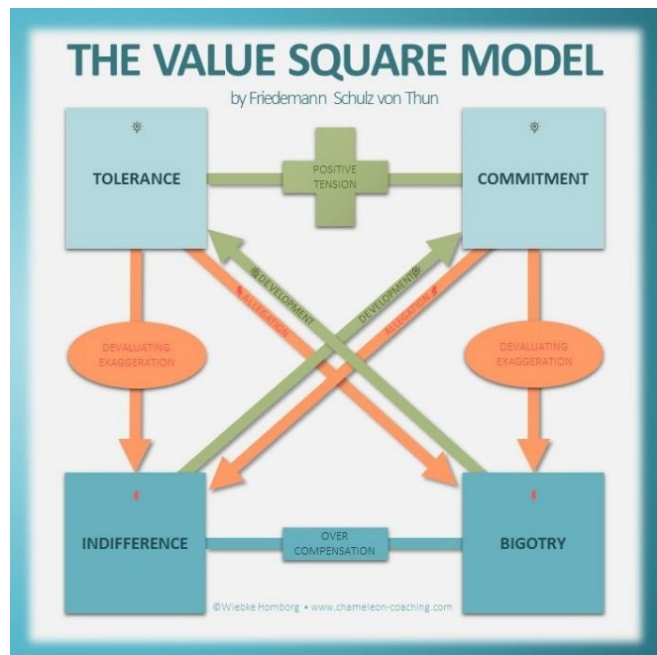 THE VALUE SQUARE MODEL
by Friedemann Schulz von Thun
TOLERANCE
POSITIVE
TENSION
COMMITMENT
DEVELOPMENT
ALLEGATION
DEVELOPMENT
ALLEGATION
DEVALUATING
EXAGGERATION
DEVALUATING
EXAGGERATION
INDIFFERENCE
OVER
COMPENSATION
BIGOTRY
©Wiebke Homborg • www.chameleon-coaching.com